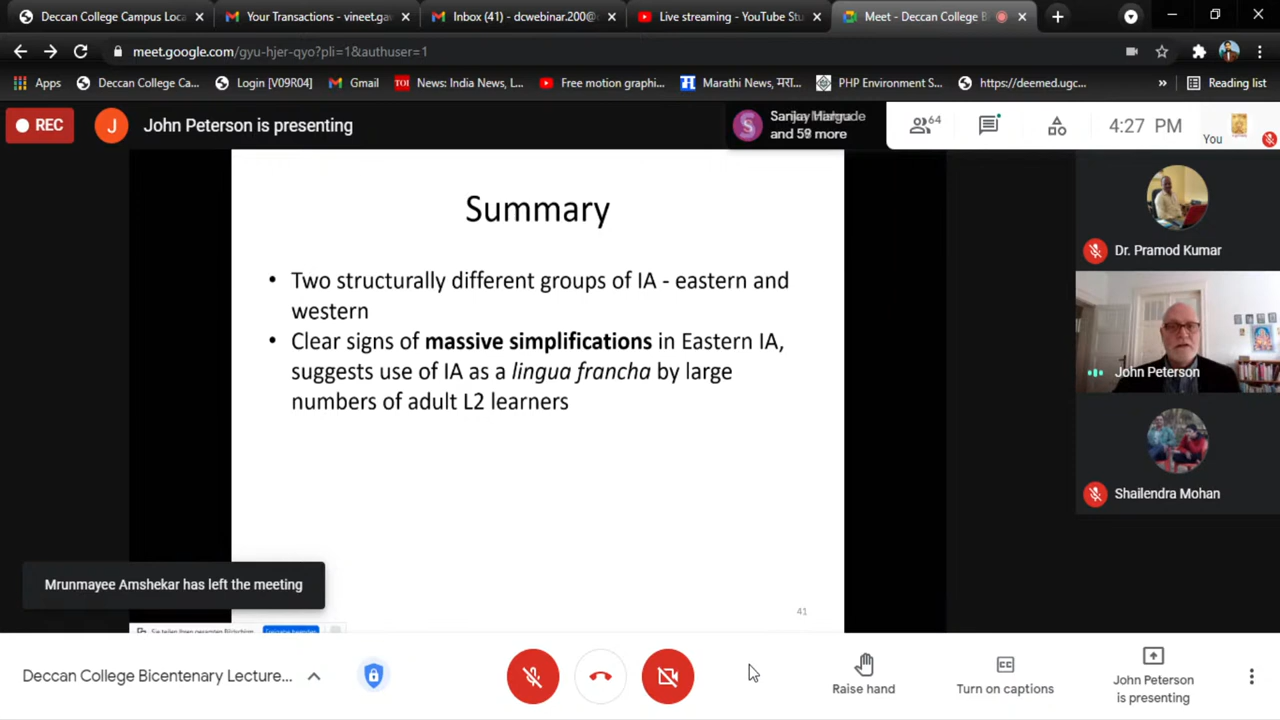 Deccan College Campus Loca
Your Transactions - vineet.ga
Inbox (41) - dcwebinar.200@
Live streaming - YouTube Stu
Meet - Deccan College B
meet.google.com/gyu-hjer-qyo?pli=1&authuser=1
Apps
Deccan College Ca...
Login [V09R04]
Gmail
TOI
News: India News, L...
Free motion graphi...
Marathi News, मरा...
PHP Environment S...
https://deemed.ugc...
»
Reading list
REC
J
John Peterson is presenting
S
and 59 more
64
4:27 PM
You
Summary
• Two structurally different groups of IA - eastern and
western
• Clear signs of massive simplifications in Eastern IA,
suggests use of IA as a lingua francha by large
numbers of adult L2 learners
41
Dr. Pramod Kumar
John Peterson
Shailendra Mohan
Mrunmayee Amshekar has left the meeting
Deccan College Bicentenary Lecture...
Raise hand
Turn on captions
John Peterson
is presenting